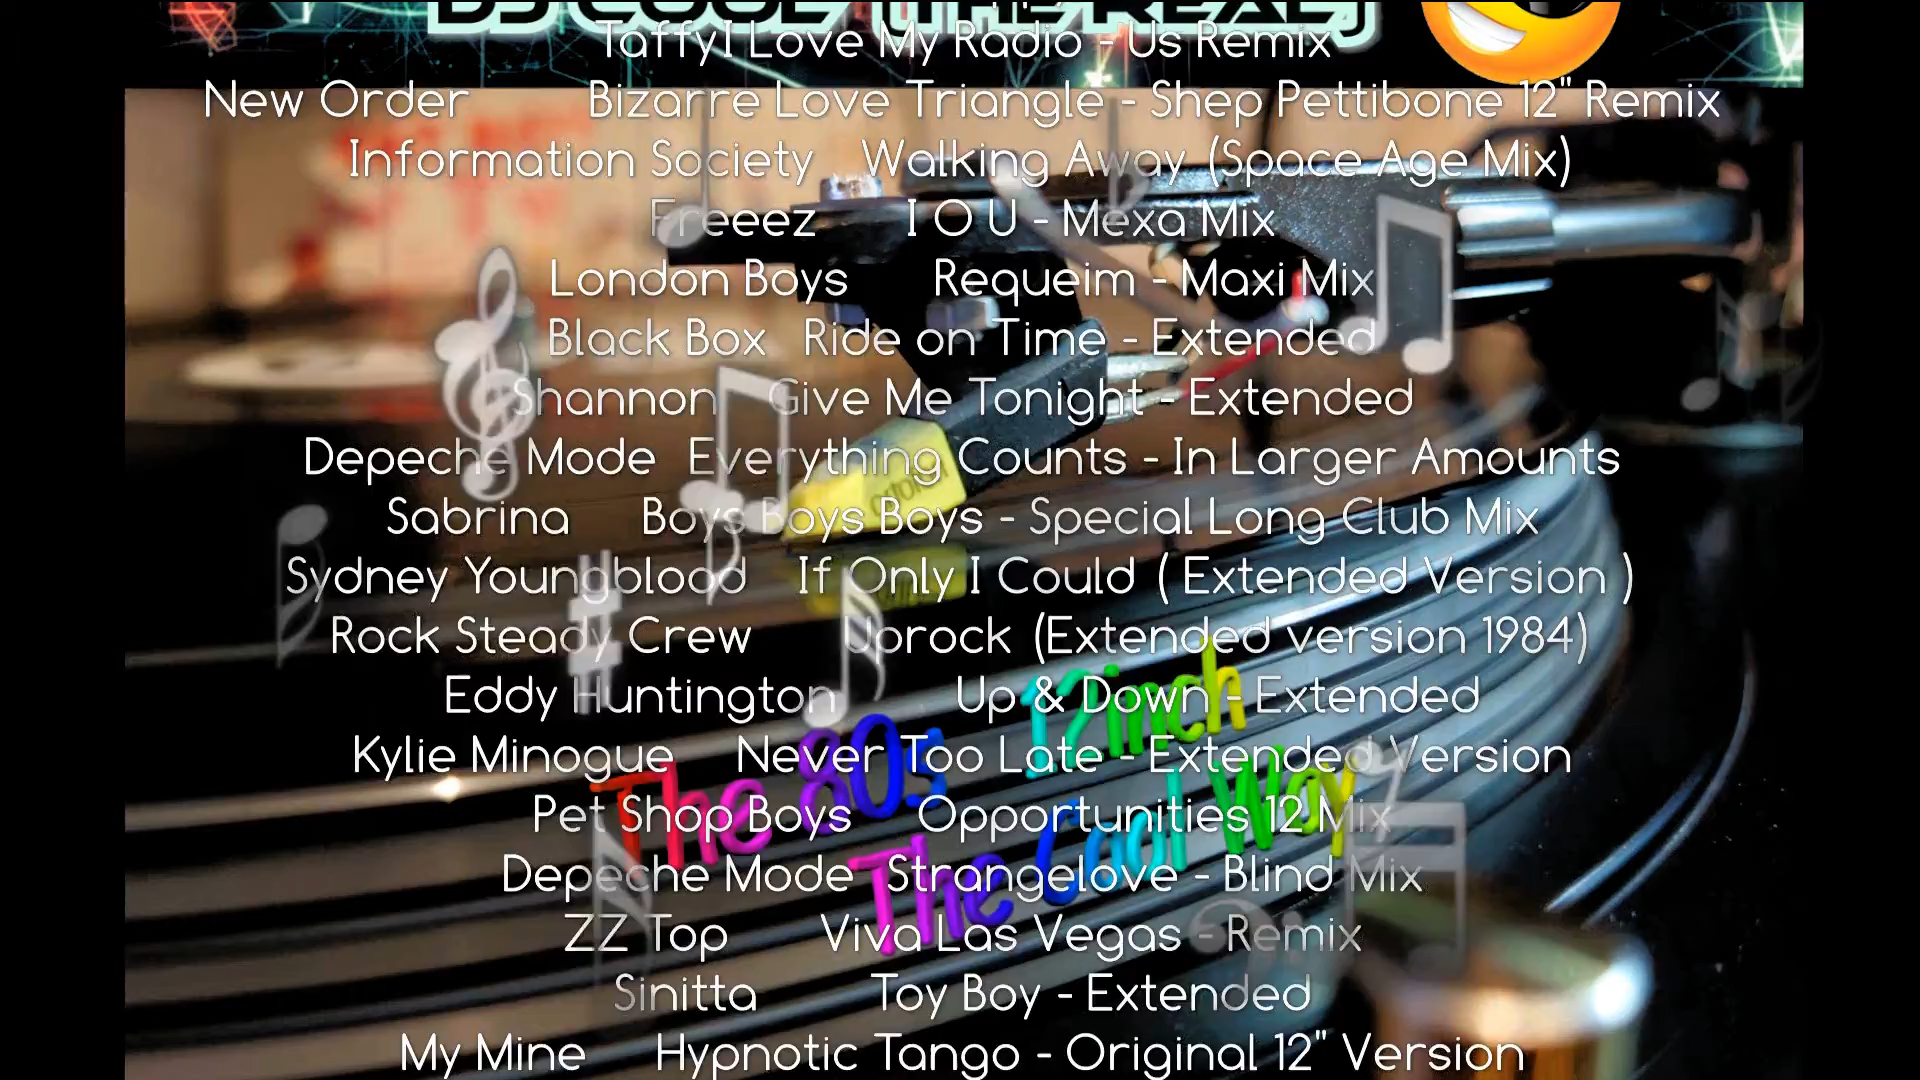 DJ COOL (THE REAL)
TaffyI Love My Radio - Us Remix
New Order Bizarre Love Triangle - Shep Pettibone 12" Remix
Information Society Walking Away (Space Age Mix)
Freeez I O U - Mexa Mix
London Boys Requeim - Maxi Mix
Black Box Ride on Time - Extended
Shannon Give Me Tonight - Extended
Depeche Mode Everything Counts - In Larger Amounts
Sabrina Boys Boys Boys - Special Long Club Mix
Sydney Youngblood If Only I Could ( Extended Version )
Rock Steady Crew Uprock (Extended version 1984)
Eddy Huntington Up & Down - Extended
Kylie Minogue Never Too Late - Extended Version
Pet Shop Boys Opportunities 12 Mix
Depeche Mode Strangelove - Blind Mix
ZZ Top Viva Las Vegas - Remix
Sinitta Toy Boy - Extended
My Mine Hypnotic Tango - Original 12" Version
The 80s 12inch
The Cool Way
ortofon